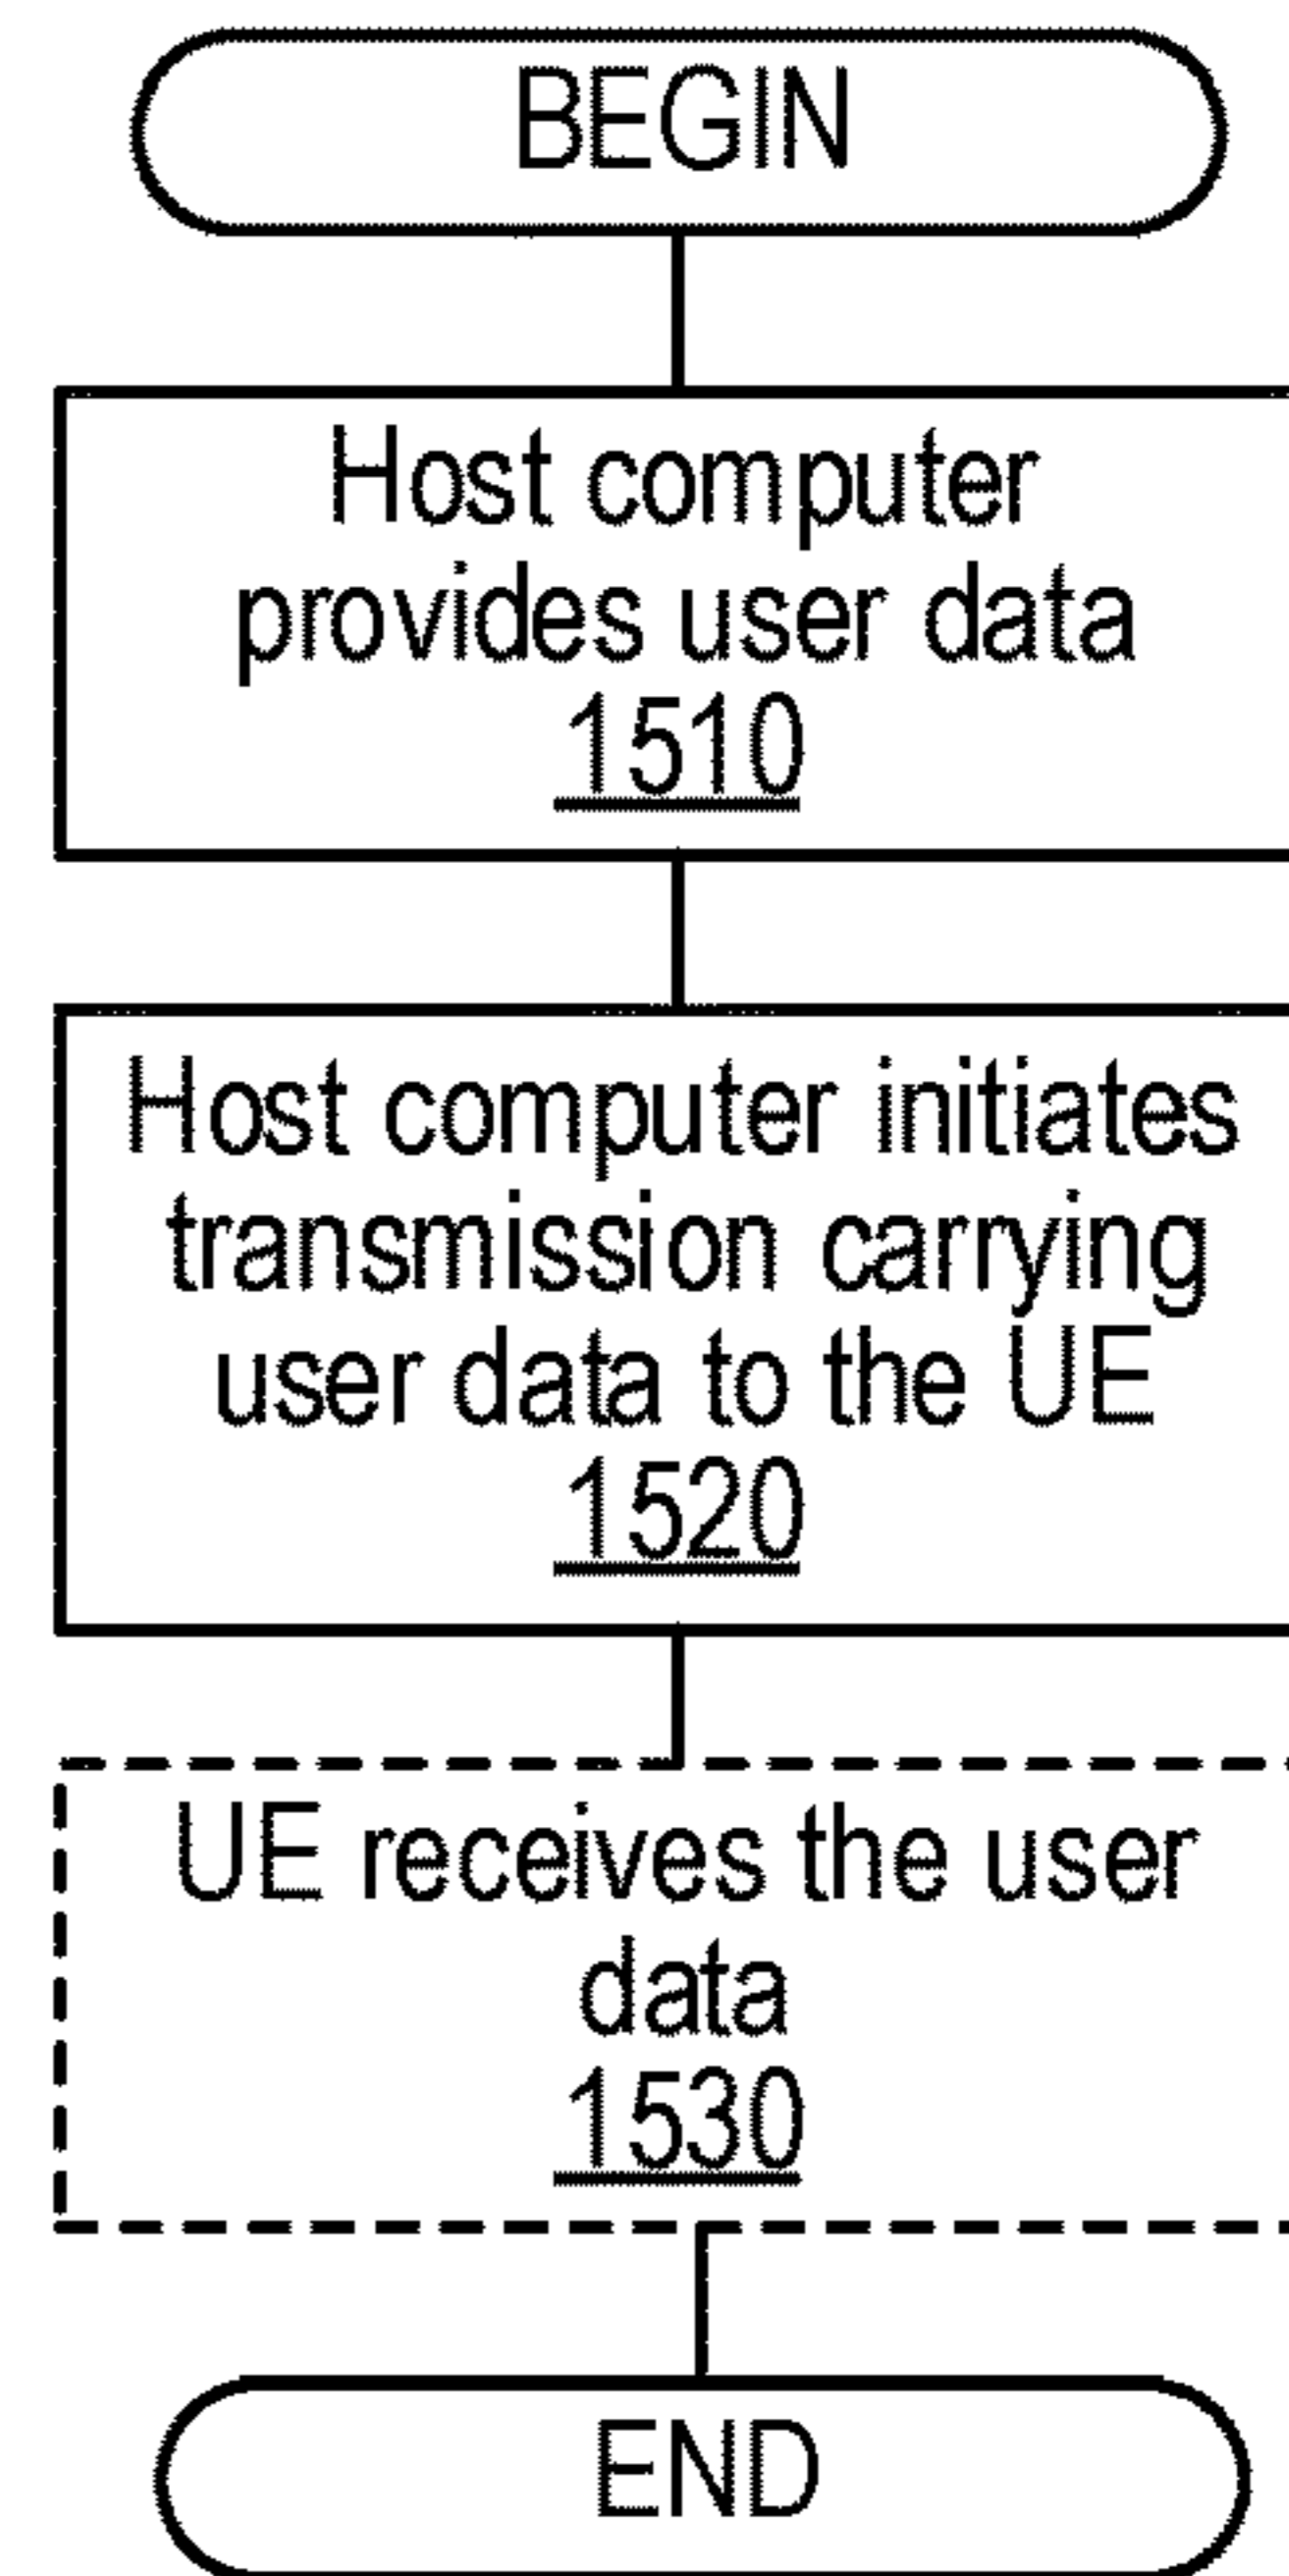 BEGIN
Host computer
provides user data
1510
Host computer initiates
transmission carrying
user data to the UE
1520
UE receives the user
data
1530
END